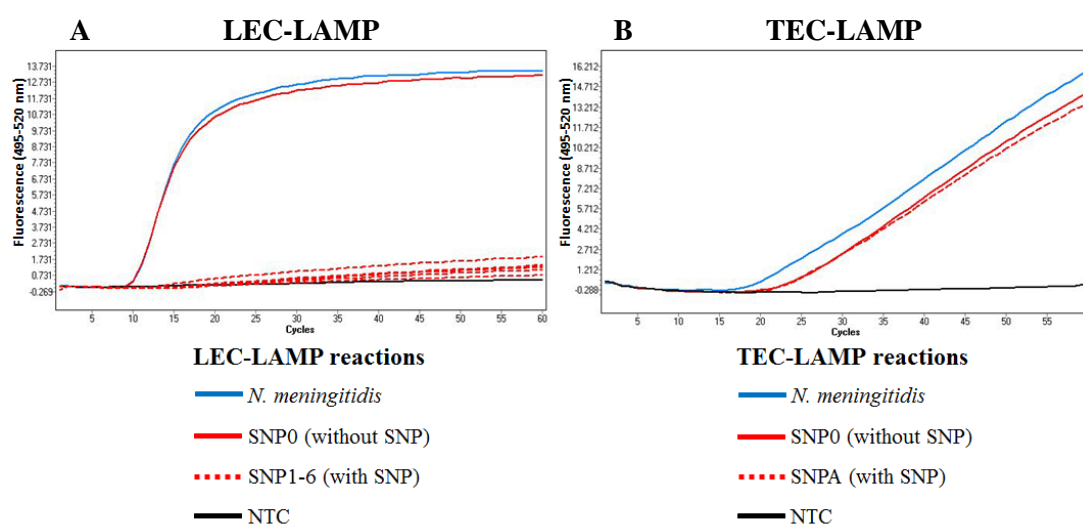 A LEC-LAMP
B TEC-LAMP
Fluorescence (495-520 nm)
13.731
12.731
11.731
10.731
9.731
8.731
7.731
6.731
5.731
4.731
3.731
2.731
1.731
0.731
-0.269
5 10 15 20 25 30 35 40 45 50 55 60
Cycles
Fluorescence (495-520 nm)
16.212
14.712
13.212
11.712
10.212
8.712
7.212
5.712
4.212
2.712
1.212
-0.288
5 10 15 20 25 30 35 40 45 50 55
Cycles
LEC-LAMP reactions
N. meningitidis
SNP0 (without SNP)
SNP1-6 (with SNP)
NTC
TEC-LAMP reactions
N. meningitidis
SNP0 (without SNP)
SNPA (with SNP)
NTC